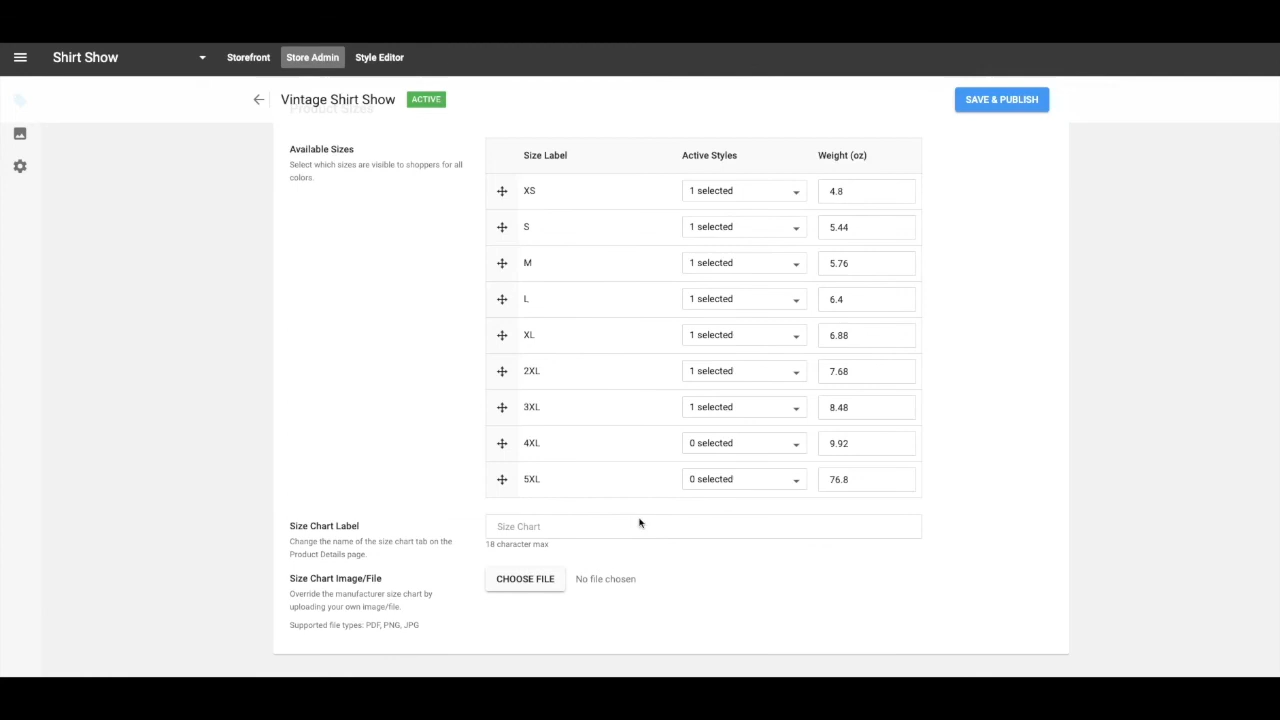 Shirt Show
Storefront
Store Admin
Style Editor
Vintage Shirt Show
ACTIVE
SAVE & PUBLISH
Product Sizes
Available Sizes
Select which sizes are visible to shoppers for all
colors.
Size Label Active Styles Weight (oz)
XS 1 selected 4.8
S 1 selected 5.44
M 1 selected 5.76
L 1 selected 6.4
XL 1 selected 6.88
2XL 1 selected 7.68
3XL 1 selected 8.48
4XL 0 selected 9.92
5XL 0 selected 76.8
Size Chart Label
Change the name of the size chart tab on the
Product Details page.
Size Chart
18 character max
Size Chart Image/File
Override the manufacturer size chart by
uploading your own image/file.
Supported file types: PDF, PNG, JPG
CHOOSE FILE
No file chosen